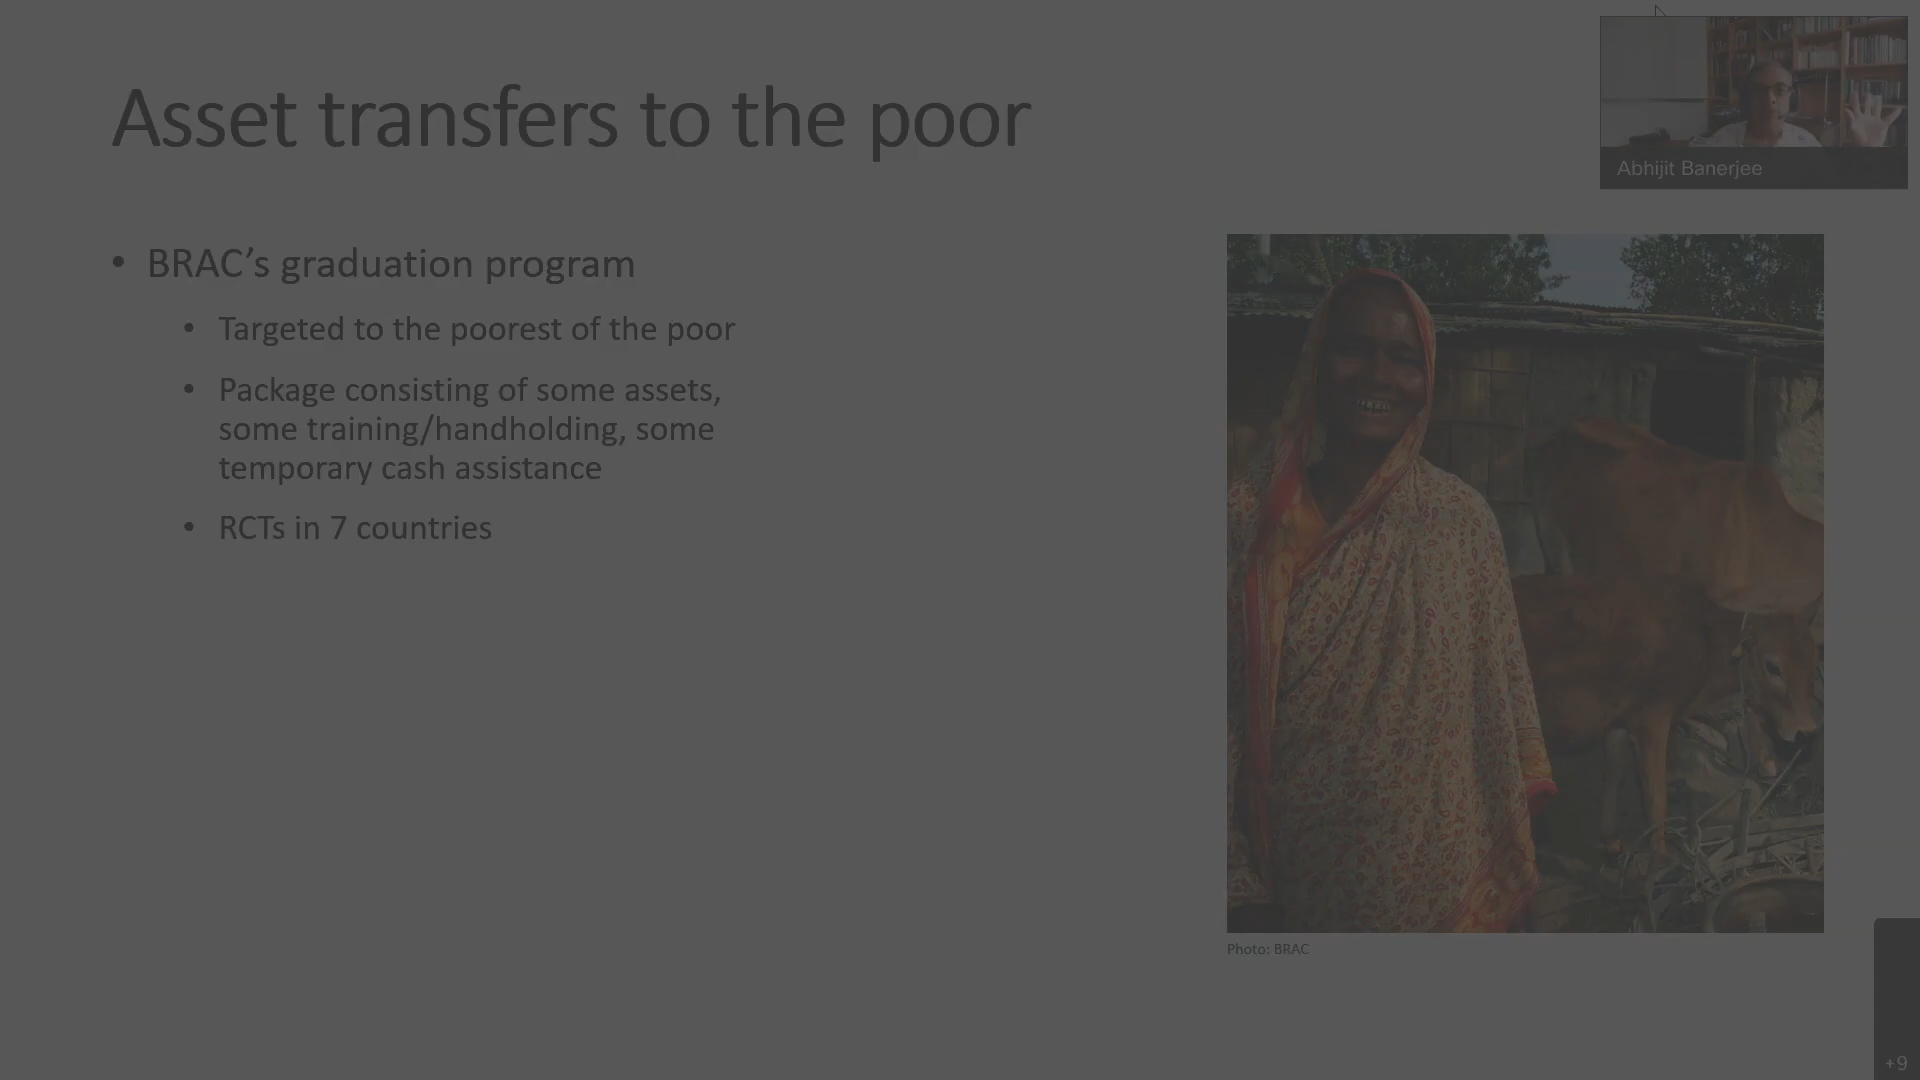 Asset transfers to the poor
Abhijit Banerjee
• BRAC’s graduation program
• Targeted to the poorest of the poor
• Package consisting of some assets,
some training/handholding, some
temporary cash assistance
• RCTs in 7 countries
Photo: BRAC
+9